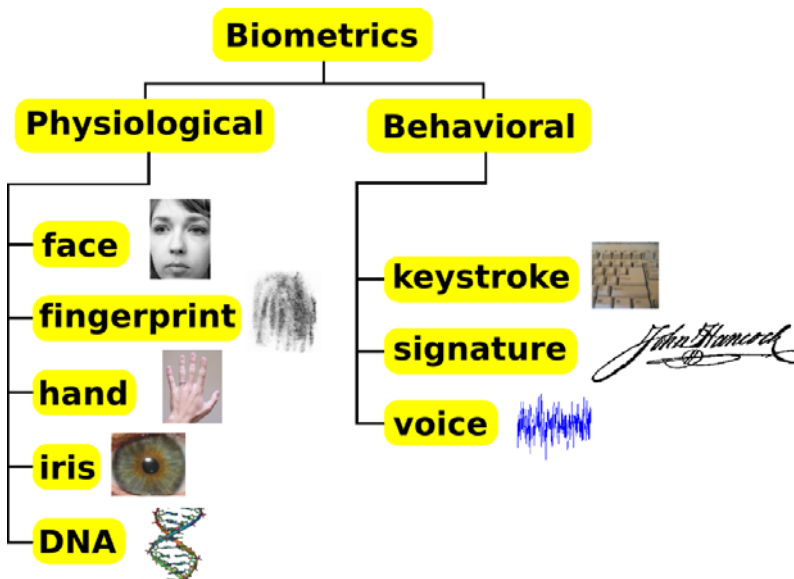 Biometrics
Physiological
Behavioral
face
fingerprint
hand
iris
DNA
keystroke
signature
John Hancock
voice